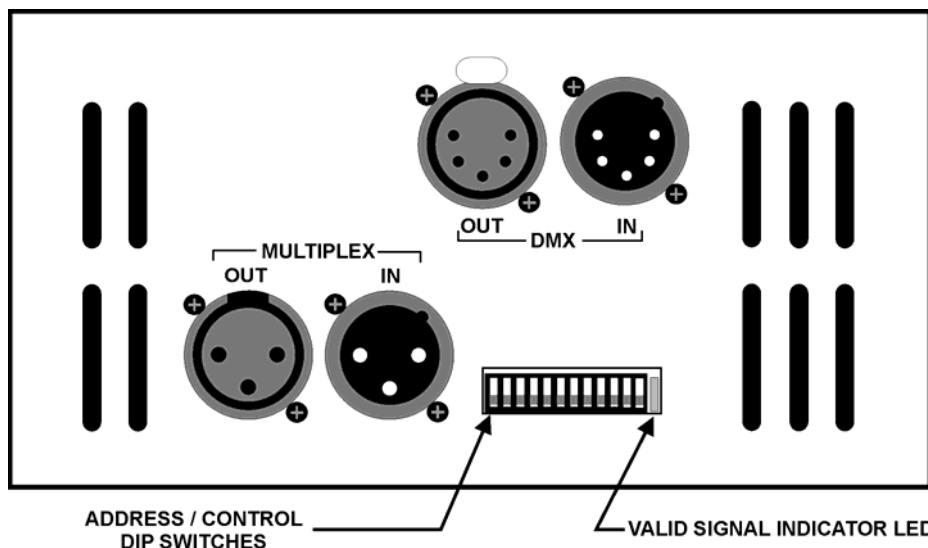 OUT IN
DMX
MULTIPLEX
OUT IN
ADDRESS / CONTROL
DIP SWITCHES
VALID SIGNAL INDICATOR LED